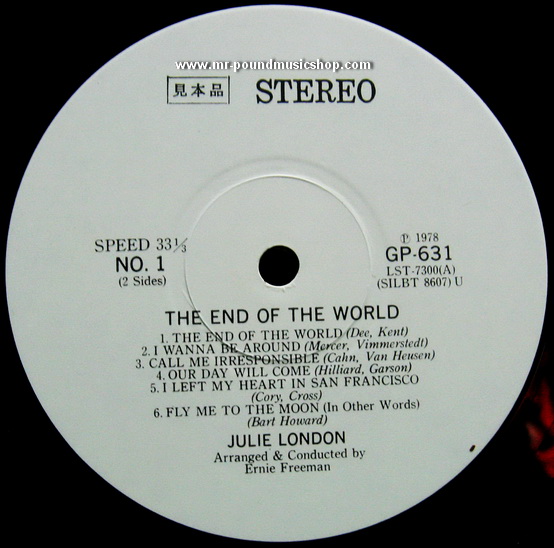 www.mr-poundmusicshop.com
見本品 STEREO
SPEED 33⅓
NO. 1
(2 Sides)
Ⓟ 1978
GP-631
LST-7300(A)
(SILBT 8607) U
THE END OF THE WORLD
1. THE END OF THE WORLD (Dee, Kent)
2. I WANNA BE AROUND (Mercer, Vimmerstedt)
3. CALL ME IRRESPONSIBLE (Cahn, Van Heusen)
4. OUR DAY WILL COME (Hilliard, Garson)
5. I LEFT MY HEART IN SAN FRANCISCO
(Cory, Cross)
6. FLY ME TO THE MOON (In Other Words)
(Bart Howard)
JULIE LONDON
Arranged & Conducted by
Ernie Freeman